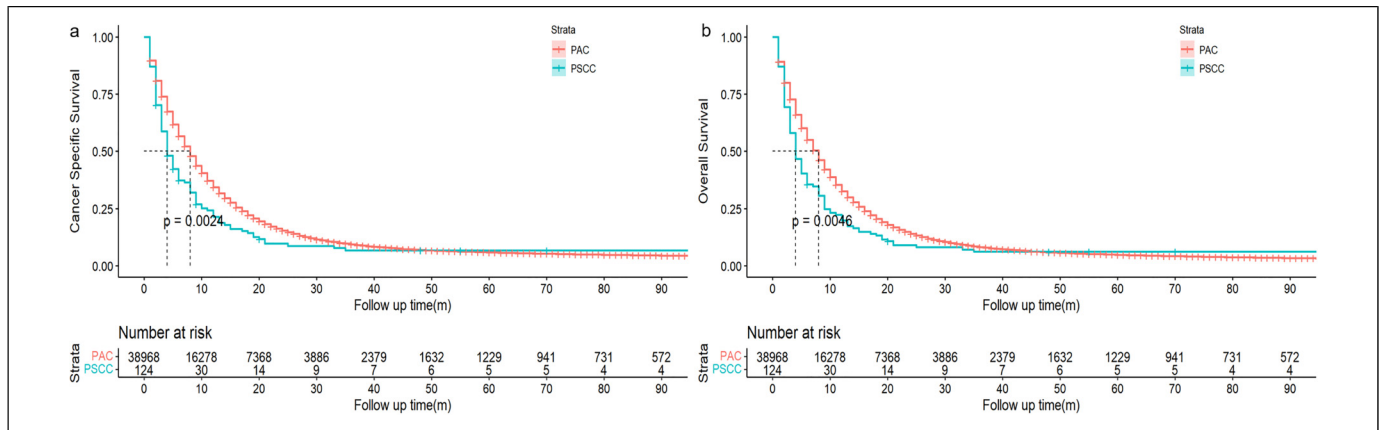 a
Strata
PAC
PSCC
1.00
0.75
0.50
0.25
0.00
Cancer Specific Survival
p = 0.0024
0 10 20 30 40 50 60 70 80 90
Follow up time(m)
Number at risk
Strata
PAC 38968 16278 7368 3886 2379 1632 1229 941 731 572
PSCC 124 30 14 9 7 6 5 5 4 4
0 10 20 30 40 50 60 70 80 90
Follow up time(m)
b
Strata
PAC
PSCC
1.00
0.75
0.50
0.25
0.00
Overall Survival
p = 0.0046
0 10 20 30 40 50 60 70 80 90
Follow up time(m)
Number at risk
Strata
PAC 38968 16278 7368 3886 2379 1632 1229 941 731 572
PSCC 124 30 14 9 7 6 5 5 4 4
0 10 20 30 40 50 60 70 80 90
Follow up time(m)